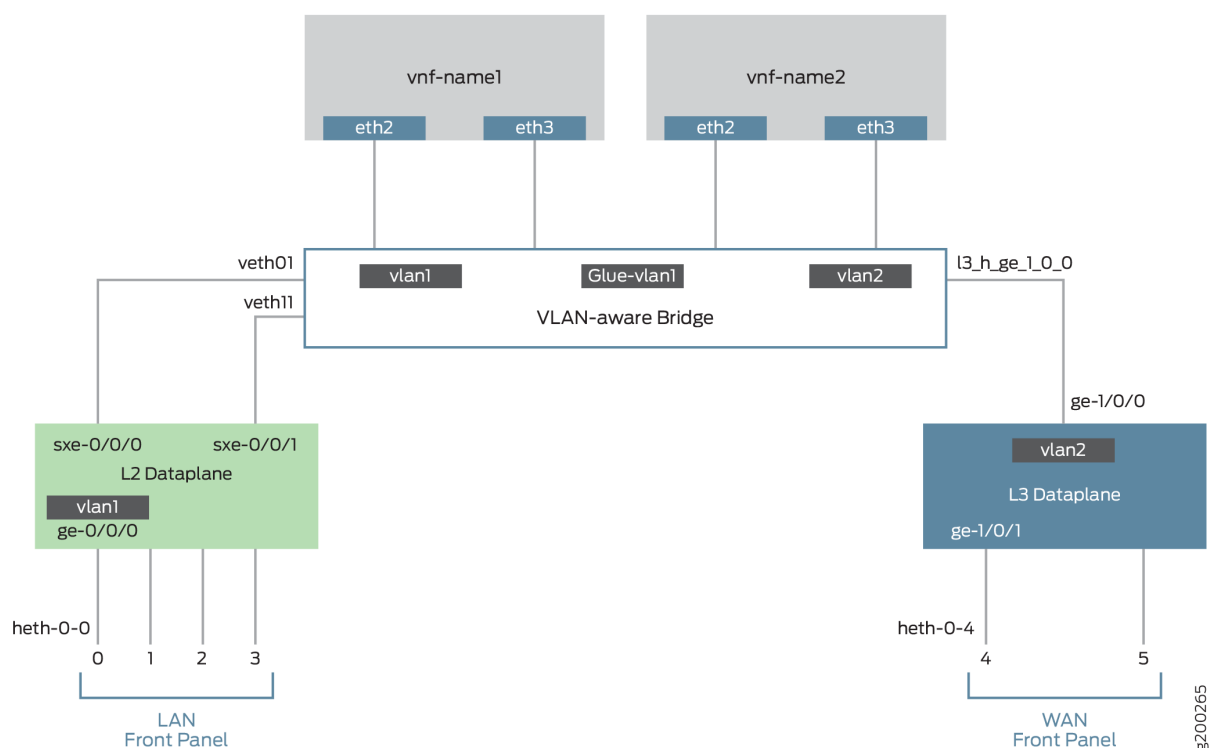 vnf-name1
vnf-name2
eth2
eth3
eth2
eth3
veth01
l3_h_ge_1_0_0
vlan1
Glue-vlan1
vlan2
veth11
VLAN-aware Bridge
ge-1/0/0
sxe-0/0/0
sxe-0/0/1
L2 Dataplane
vlan1
ge-0/0/0
vlan2
L3 Dataplane
ge-1/0/1
heth-0-0
heth-0-4
0
1
2
3
4
5
LAN
Front Panel
WAN
Front Panel
g200265